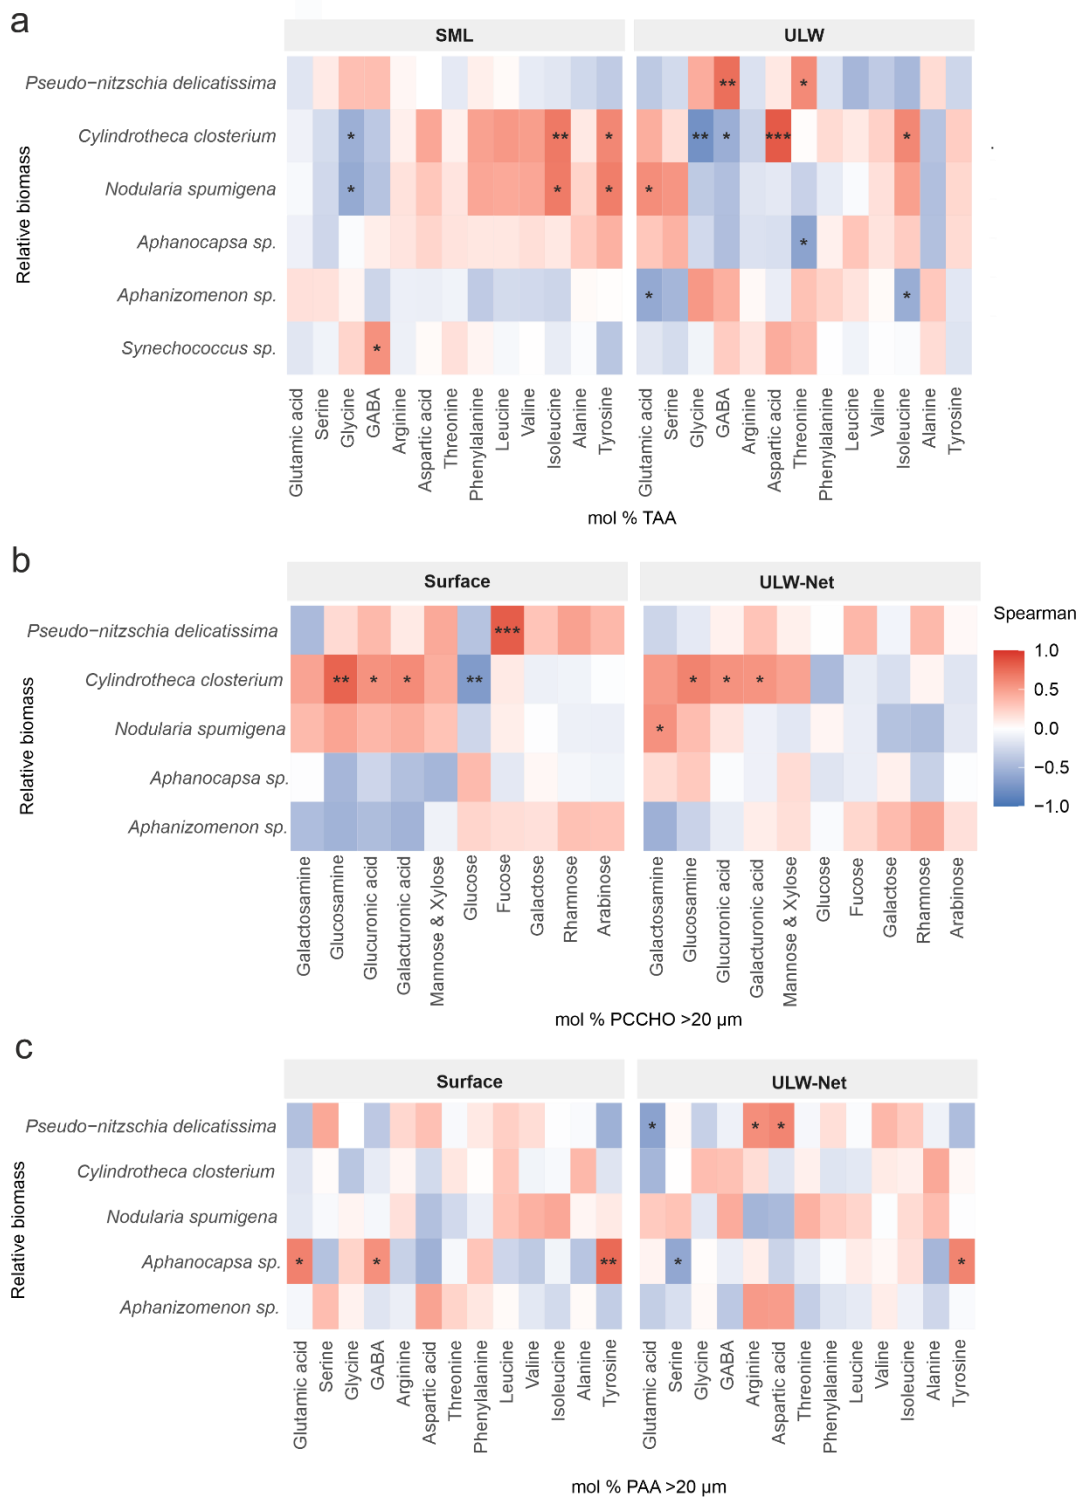 a
SML
ULW
Pseudo−nitzschia delicatissima
** *
Cylindrotheca closterium
* ** * ** * *** *
Nodularia spumigena
* * * *
Aphanocapsa sp.
*
Aphanizomenon sp.
* *
Synechococcus sp.
*
Relative biomass
Glutamic acid
Serine
Glycine
GABA
Arginine
Aspartic acid
Threonine
Phenylalanine
Leucine
Valine
Isoleucine
Alanine
Tyrosine
Glutamic acid
Serine
Glycine
GABA
Arginine
Aspartic acid
Threonine
Phenylalanine
Leucine
Valine
Isoleucine
Alanine
Tyrosine
mol % TAA
b
Surface
ULW-Net
Pseudo−nitzschia delicatissima
***
Cylindrotheca closterium
** * * ** * * *
Nodularia spumigena
*
Aphanocapsa sp.
Aphanizomenon sp.
Relative biomass
Galactosamine
Glucosamine
Glucuronic acid
Galacturonic acid
Mannose & Xylose
Glucose
Fucose
Galactose
Rhamnose
Arabinose
Galactosamine
Glucosamine
Glucuronic acid
Galacturonic acid
Mannose & Xylose
Glucose
Fucose
Galactose
Rhamnose
Arabinose
mol % PCCHO >20 µm
Spearman
1.0
0.5
0.0
−0.5
−1.0
c
Surface
ULW-Net
Pseudo−nitzschia delicatissima
* * *
Cylindrotheca closterium
Nodularia spumigena
Aphanocapsa sp.
* * ** * *
Aphanizomenon sp.
Relative biomass
Glutamic acid
Serine
Glycine
GABA
Arginine
Aspartic acid
Threonine
Phenylalanine
Leucine
Valine
Isoleucine
Alanine
Tyrosine
Glutamic acid
Serine
Glycine
GABA
Arginine
Aspartic acid
Threonine
Phenylalanine
Leucine
Valine
Isoleucine
Alanine
Tyrosine
mol % PAA >20 µm